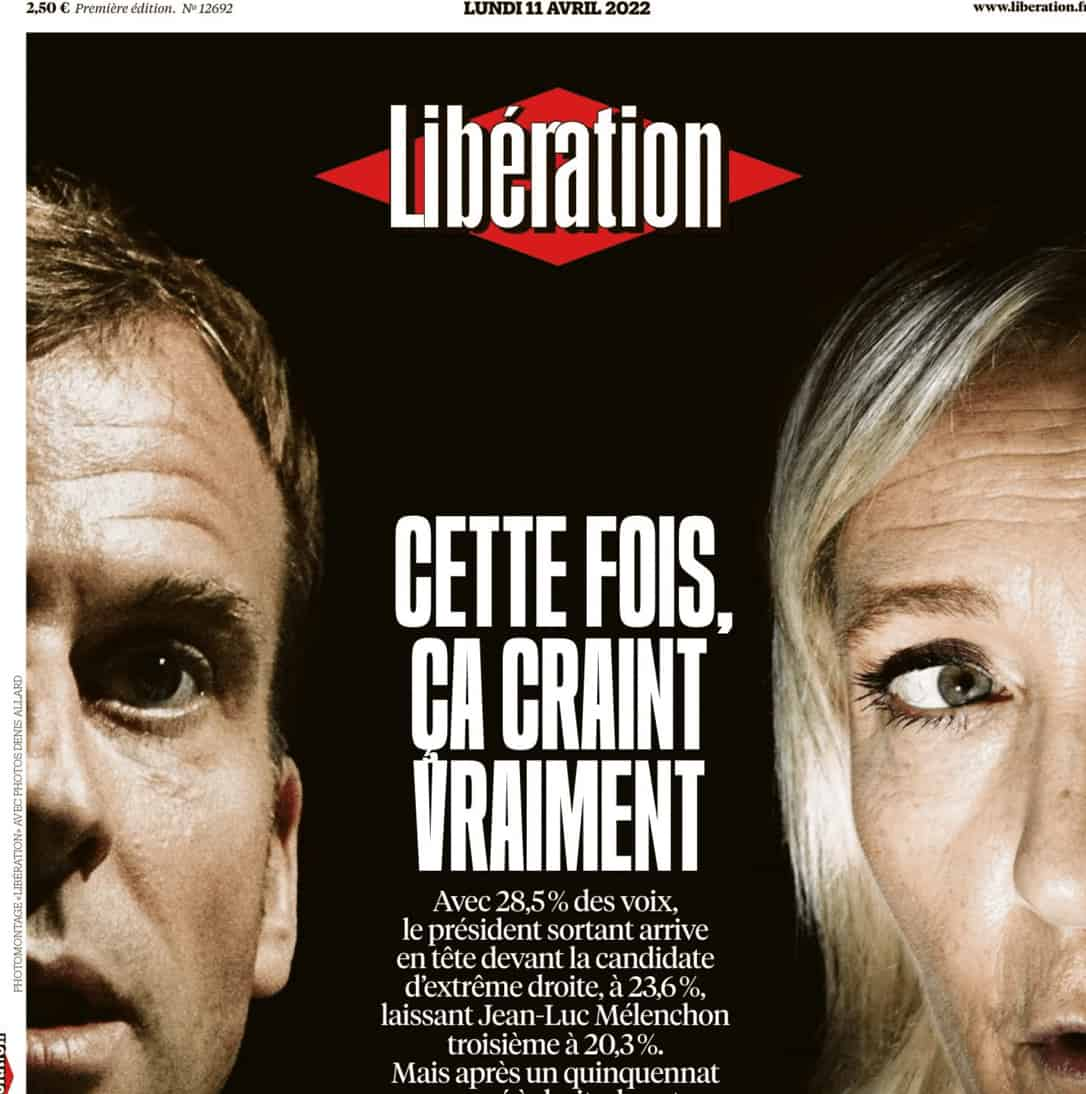 2,50 € Première édition. Nº 12692
LUNDI 11 AVRIL 2022
www.liberation.fr
Libération
CETTE FOIS,
ÇA CRAINT
VRAIMENT
Avec 28,5 % des voix,
le président sortant arrive
en tête devant la candidate
d’extrême droite, à 23,6 %,
laissant Jean-Luc Mélenchon
troisième à 20,3 %.
Mais après un quinquennat
PHOTOMONTAGE «LIBÉRATION» AVEC PHOTOS DENIS ALLARD